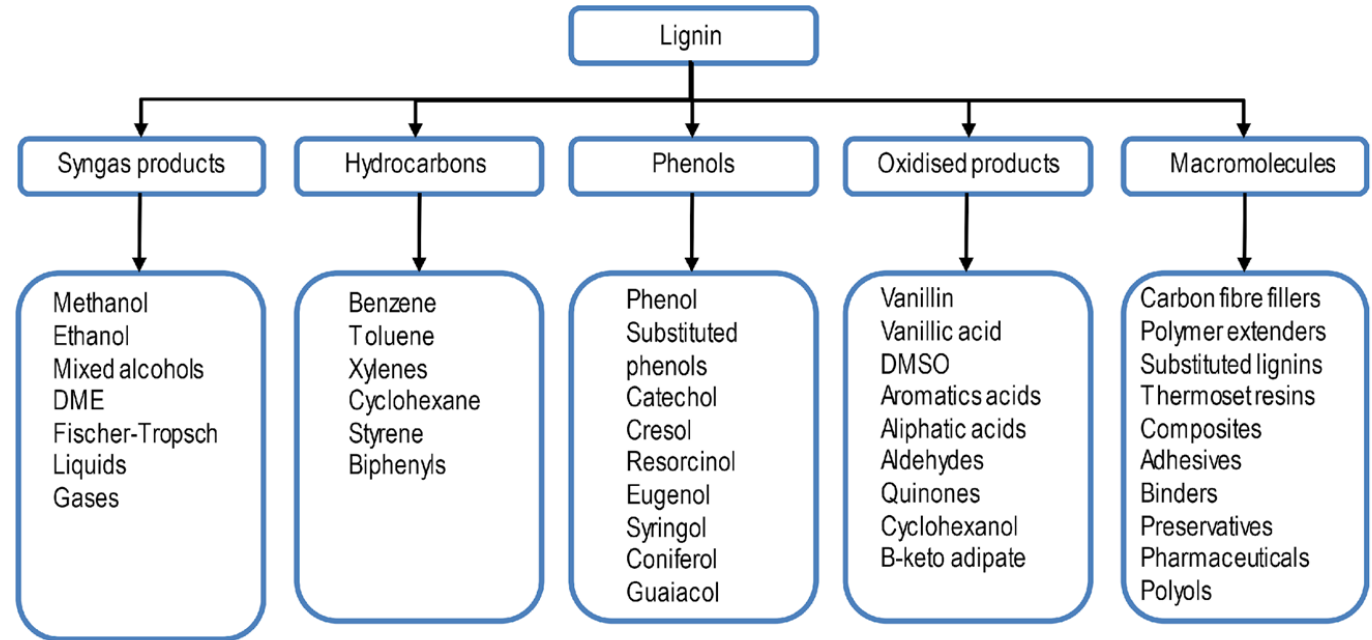 Lignin
Syngas products
Hydrocarbons
Phenols
Oxidised products
Macromolecules
Methanol
Ethanol
Mixed alcohols
DME
Fischer-Tropsch
Liquids
Gases
Benzene
Toluene
Xylenes
Cyclohexane
Styrene
Biphenyls
Phenol
Substituted
phenols
Catechol
Cresol
Resorcinol
Eugenol
Syringol
Coniferol
Guaiacol
Vanillin
Vanillic acid
DMSO
Aromatics acids
Aliphatic acids
Aldehydes
Quinones
Cyclohexanol
B-keto adipate
Carbon fibre fillers
Polymer extenders
Substituted lignins
Thermoset resins
Composites
Adhesives
Binders
Preservatives
Pharmaceuticals
Polyols